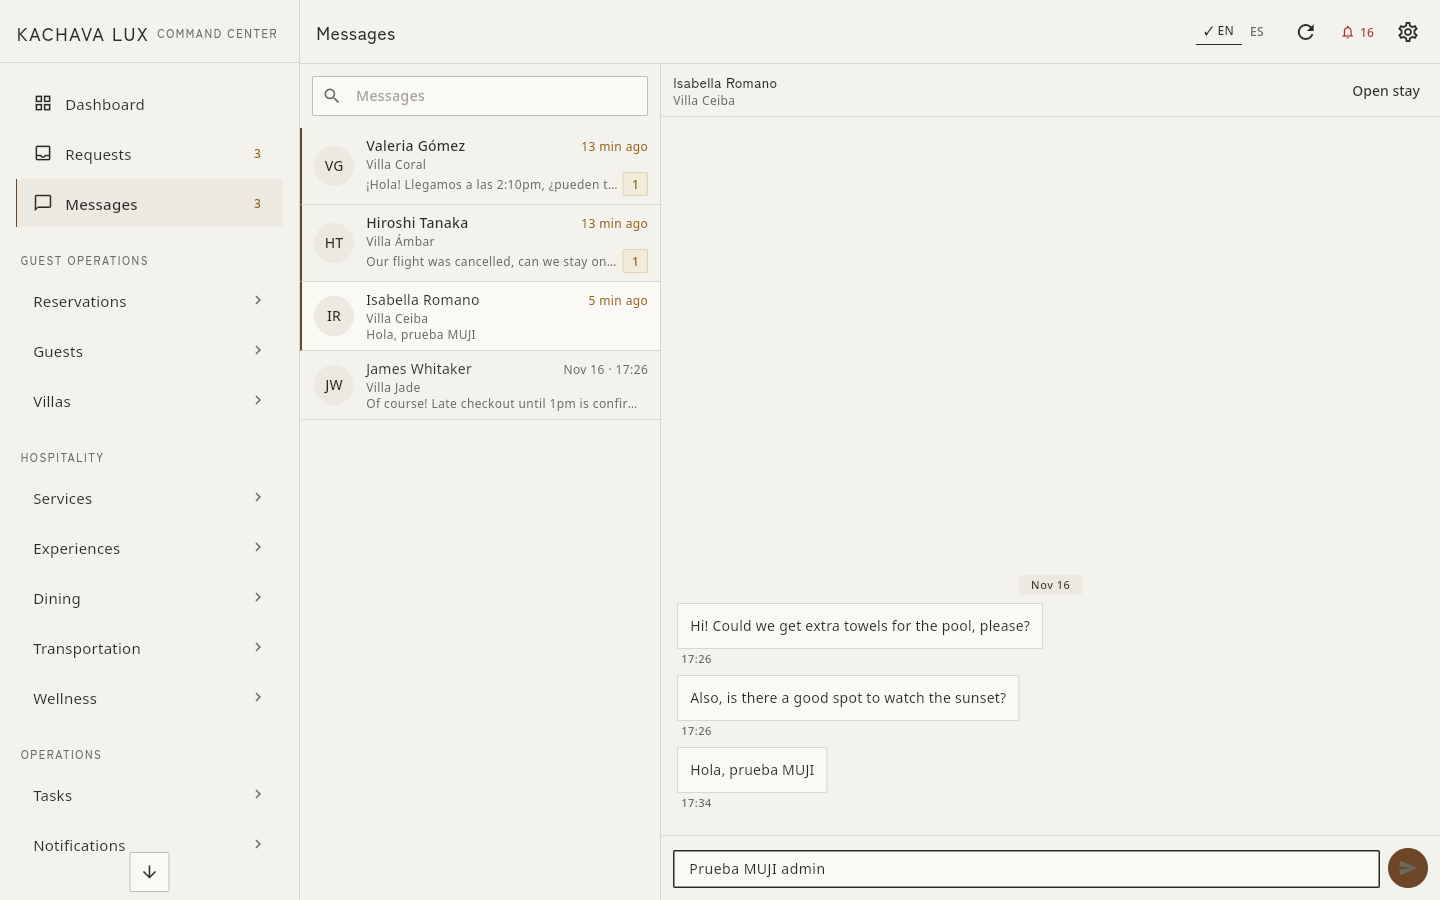 KACHAVA LUX COMMAND CENTER
Dashboard
Requests 3
Messages 3
GUEST OPERATIONS
Reservations
Guests
Villas
HOSPITALITY
Services
Experiences
Dining
Transportation
Wellness
OPERATIONS
Tasks
Notifications
Messages
✓ EN ES
16
Messages
VG
Valeria Gómez 13 min ago
Villa Coral
¡Hola! Llegamos a las 2:10pm, ¿pueden t... 1
HT
Hiroshi Tanaka 13 min ago
Villa Ámbar
Our flight was cancelled, can we stay on... 1
IR
Isabella Romano 5 min ago
Villa Ceiba
Hola, prueba MUJI
JW
James Whitaker Nov 16 · 17:26
Villa Jade
Of course! Late checkout until 1pm is confir...
Isabella Romano
Villa Ceiba
Open stay
Nov 16
Hi! Could we get extra towels for the pool, please?
17:26
Also, is there a good spot to watch the sunset?
17:26
Hola, prueba MUJI
17:34
Prueba MUJI admin